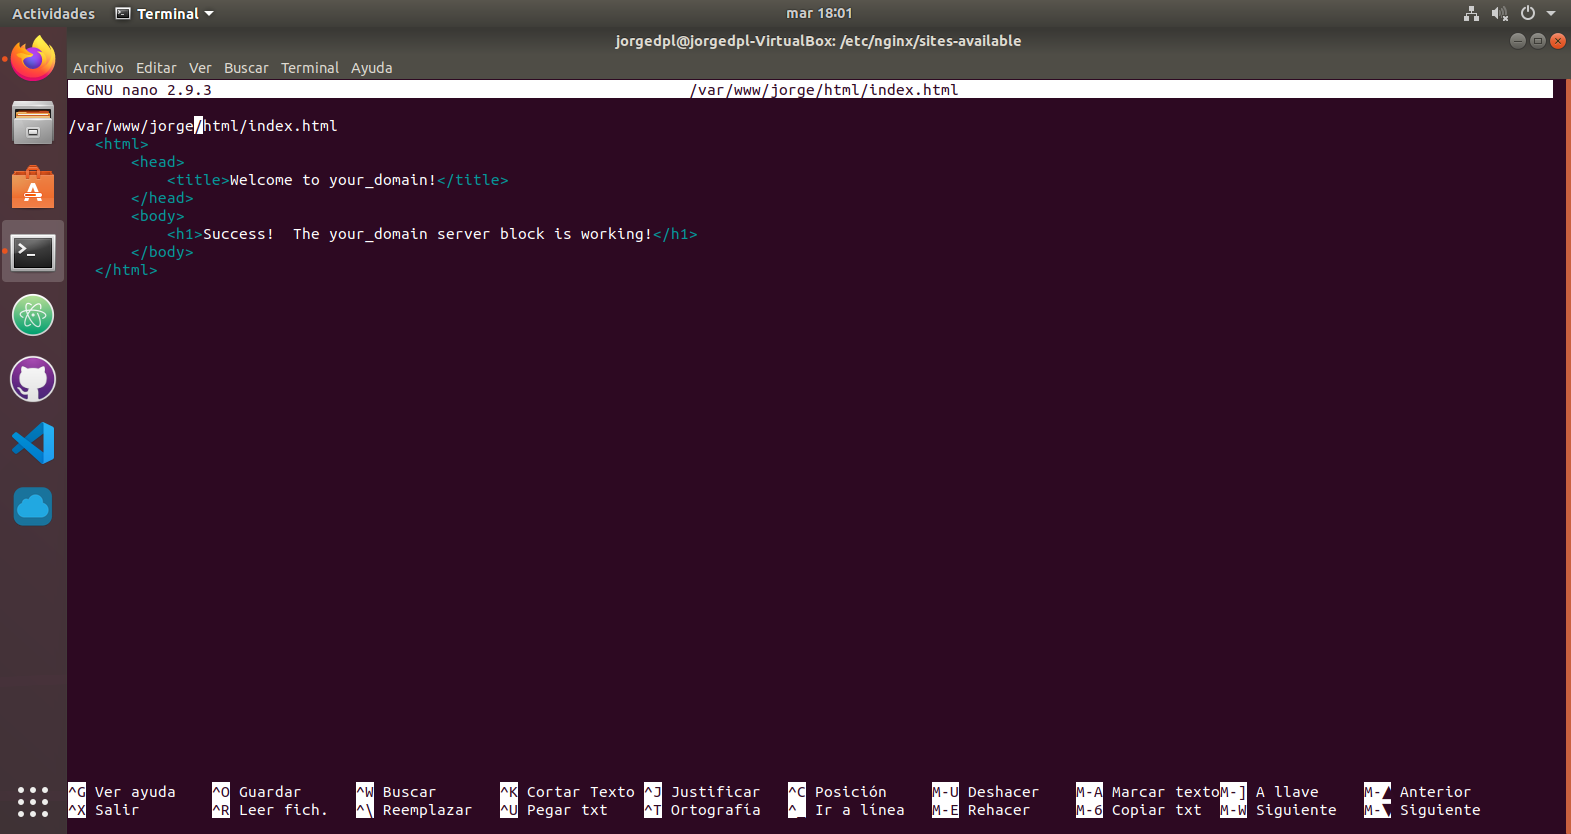 Actividades Terminal mar 18:01
jorgedpl@jorgedpl-VirtualBox: /etc/nginx/sites-available
Archivo Editar Ver Buscar Terminal Ayuda
GNU nano 2.9.3 /var/www/jorge/html/index.html
/var/www/jorge/html/index.html
<html>
<head>
<title>Welcome to your_domain!</title>
</head>
<body>
<h1>Success!  The your_domain server block is working!</h1>
</body>
</html>
^G Ver ayuda ^O Guardar ^W Buscar ^K Cortar Texto ^J Justificar ^C Posición M-U Deshacer M-A Marcar texto M-] A llave M-▲ Anterior
^X Salir ^R Leer fich. ^\ Reemplazar ^U Pegar txt ^T Ortografía ^_ Ir a línea M-E Rehacer M-6 Copiar txt M-W Siguiente M-▼ Siguiente